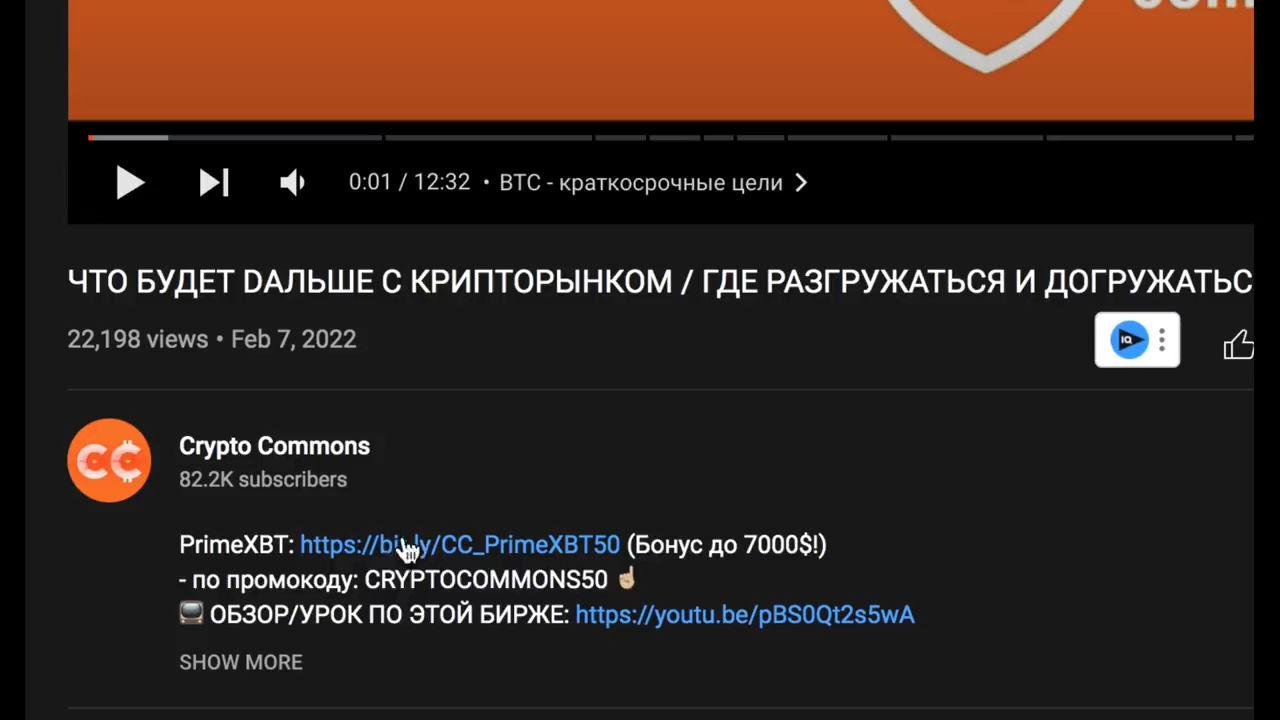 0:01 / 12:32 • BTC - краткосрочные цели
ЧТО БУДЕТ DАЛЬШЕ С КРИПТОРЫНКОМ / ГДЕ РАЗГРУЖАТЬСЯ И ДОГРУЖАТЬС
22,198 views • Feb 7, 2022
IQ
CC
Crypto Commons
82.2K subscribers
PrimeXBT: https://bit.ly/CC_PrimeXBT50 (Бонус до 7000$!)
- по промокоду: CRYPTOCOMMONS50 ☝🏼
📺 ОБЗОР/УРОК ПО ЭТОЙ БИРЖЕ: https://youtu.be/pBS0Qt2s5wA
SHOW MORE